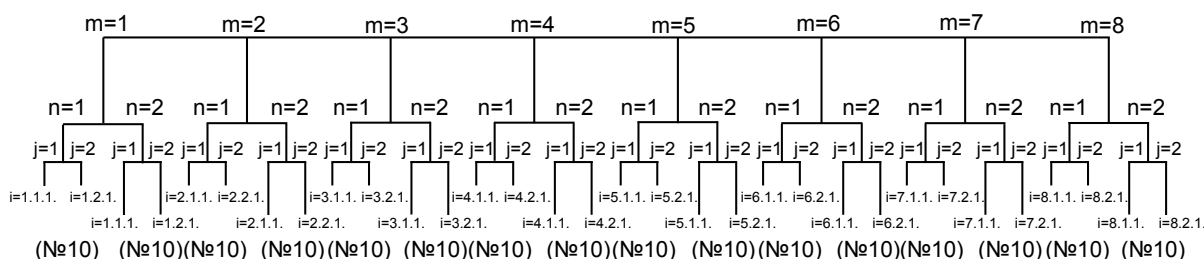 m=1 m=2 m=3 m=4 m=5 m=6 m=7 m=8
n=1 n=2 n=1 n=2 n=1 n=2 n=1 n=2 n=1 n=2 n=1 n=2 n=1 n=2 n=1 n=2
j=1 j=2 j=1 j=2 j=1 j=2 j=1 j=2 j=1 j=2 j=1 j=2 j=1 j=2 j=1 j=2 j=1 j=2 j=1 j=2 j=1 j=2 j=1 j=2 j=1 j=2 j=1 j=2 j=1 j=2 j=1 j=2
i=1.1.1. i=1.2.1. i=2.1.1. i=2.2.1. i=3.1.1. i=3.2.1. i=4.1.1. i=4.2.1. i=5.1.1. i=5.2.1. i=6.1.1. i=6.2.1. i=7.1.1. i=7.2.1. i=8.1.1. i=8.2.1.
i=1.1.1. i=1.2.1. i=2.1.1. i=2.2.1. i=3.1.1. i=3.2.1. i=4.1.1. i=4.2.1. i=5.1.1. i=5.2.1. i=6.1.1. i=6.2.1. i=7.1.1. i=7.2.1. i=8.1.1. i=8.2.1.
(№10) (№10) (№10) (№10) (№10) (№10) (№10) (№10) (№10) (№10) (№10) (№10) (№10) (№10) (№10) (№10)